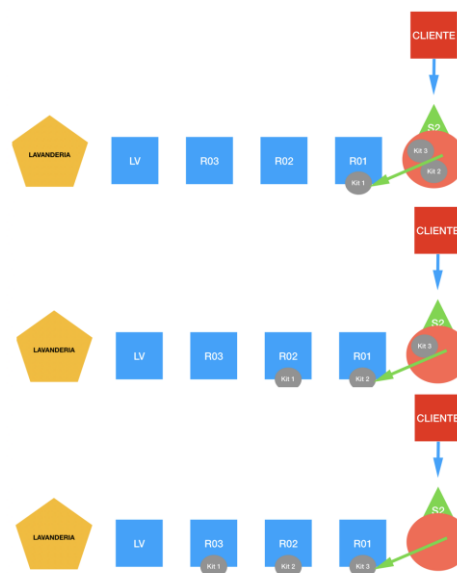 CLIENTE
S2
LAVANDERIA
LV
R03
R02
R01
Kit 3
Kit 2
Kit 1
CLIENTE
S2
LAVANDERIA
LV
R03
R02
R01
Kit 3
Kit 1
Kit 2
CLIENTE
S2
LAVANDERIA
LV
R03
R02
R01
Kit 1
Kit 2
Kit 3